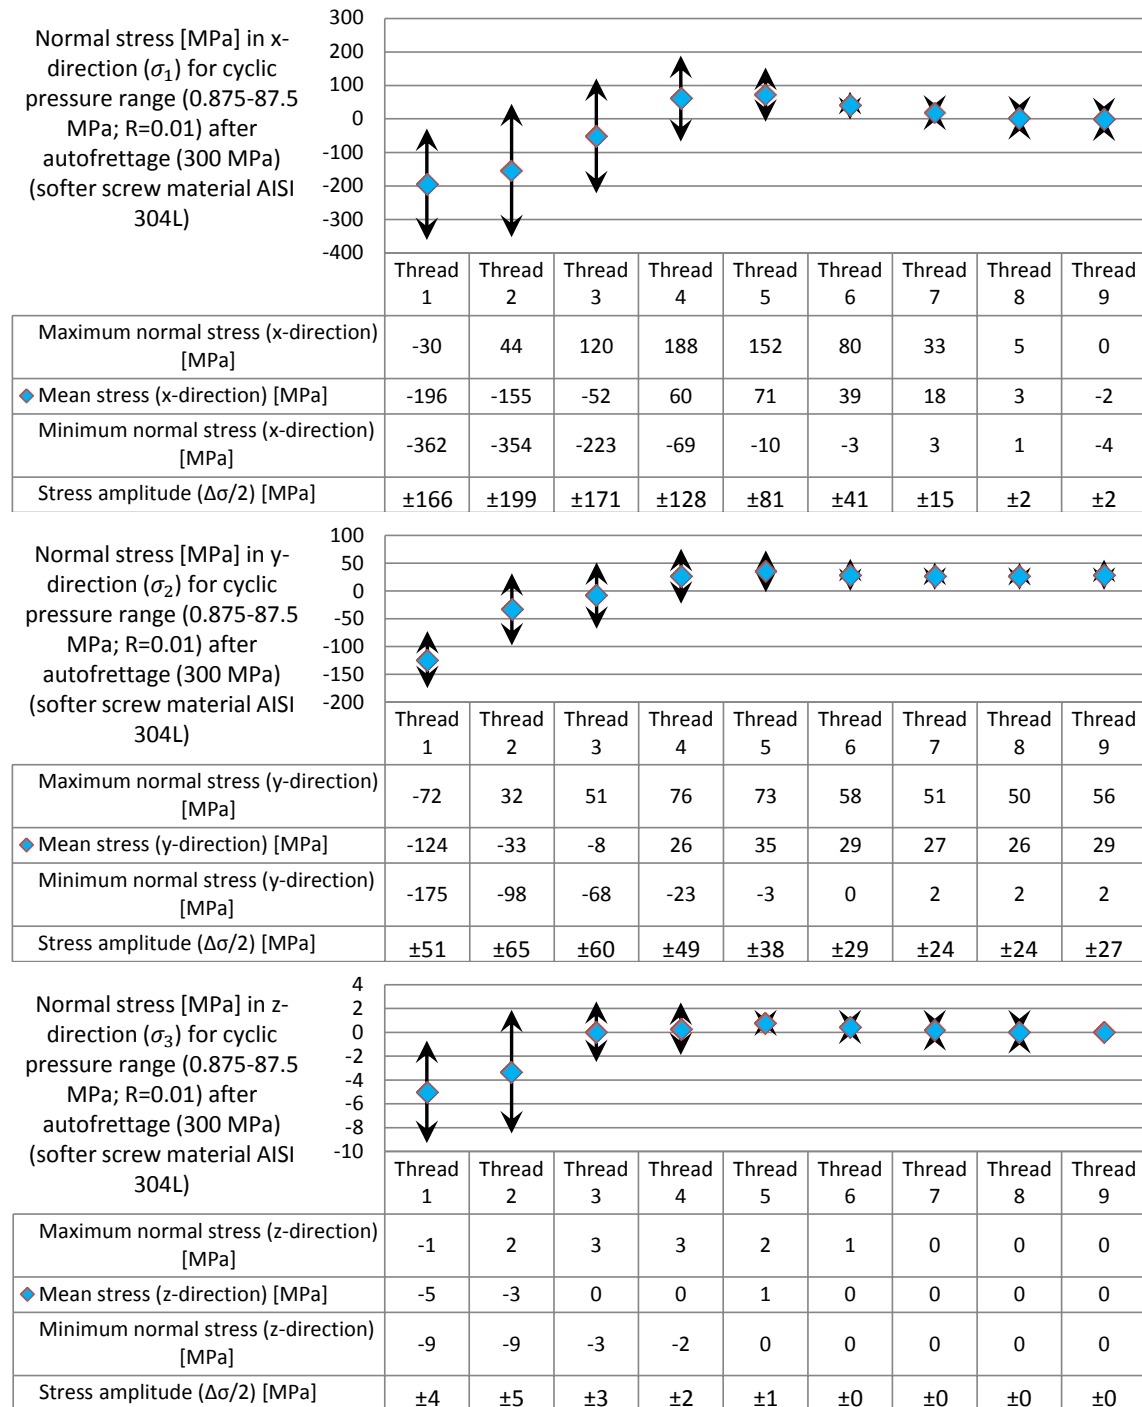 Normal stress [MPa] in x-
direction (σ₁) for cyclic
pressure range (0.875-87.5
MPa; R=0.01) after
autofrettage (300 MPa)
(softer screw material AISI
304L)
300
200
100
0
-100
-200
-300
-400
Thread 1 Thread 2 Thread 3 Thread 4 Thread 5 Thread 6 Thread 7 Thread 8 Thread 9
Maximum normal stress (x-direction)
[MPa] -30 44 120 188 152 80 33 5 0
Mean stress (x-direction) [MPa] -196 -155 -52 60 71 39 18 3 -2
Minimum normal stress (x-direction)
[MPa] -362 -354 -223 -69 -10 -3 3 1 -4
Stress amplitude (Δσ/2) [MPa] ±166 ±199 ±171 ±128 ±81 ±41 ±15 ±2 ±2
Normal stress [MPa] in y-
direction (σ₂) for cyclic
pressure range (0.875-87.5
MPa; R=0.01) after
autofrettage (300 MPa)
(softer screw material AISI
304L)
100
50
0
-50
-100
-150
-200
Thread 1 Thread 2 Thread 3 Thread 4 Thread 5 Thread 6 Thread 7 Thread 8 Thread 9
Maximum normal stress (y-direction)
[MPa] -72 32 51 76 73 58 51 50 56
Mean stress (y-direction) [MPa] -124 -33 -8 26 35 29 27 26 29
Minimum normal stress (y-direction)
[MPa] -175 -98 -68 -23 -3 0 2 2 2
Stress amplitude (Δσ/2) [MPa] ±51 ±65 ±60 ±49 ±38 ±29 ±24 ±24 ±27
Normal stress [MPa] in z-
direction (σ₃) for cyclic
pressure range (0.875-87.5
MPa; R=0.01) after
autofrettage (300 MPa)
(softer screw material AISI
304L)
4
2
0
-2
-4
-6
-8
-10
Thread 1 Thread 2 Thread 3 Thread 4 Thread 5 Thread 6 Thread 7 Thread 8 Thread 9
Maximum normal stress (z-direction)
[MPa] -1 2 3 3 2 1 0 0 0
Mean stress (z-direction) [MPa] -5 -3 0 0 1 0 0 0 0
Minimum normal stress (z-direction)
[MPa] -9 -9 -3 -2 0 0 0 0 0
Stress amplitude (Δσ/2) [MPa] ±4 ±5 ±3 ±2 ±1 ±0 ±0 ±0 ±0